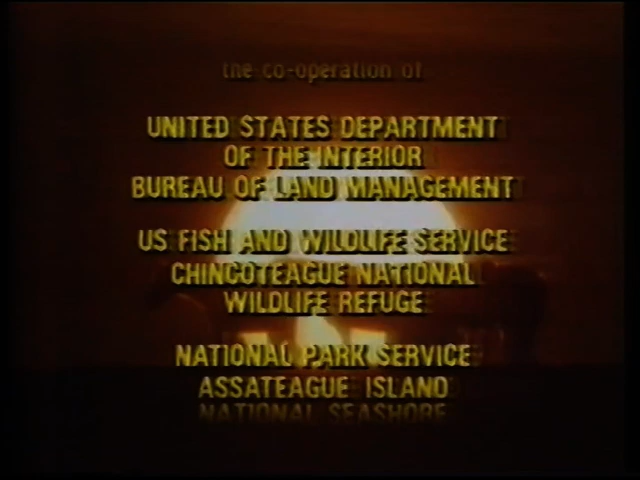 the co-operation of
UNITED STATES DEPARTMENT
OF THE INTERIOR
BUREAU OF LAND MANAGEMENT
US FISH AND WILDLIFE SERVICE
CHINCOTEAGUE NATIONAL
WILDLIFE REFUGE
NATIONAL PARK SERVICE
ASSATEAGUE ISLAND
NATIONAL SEASHORE